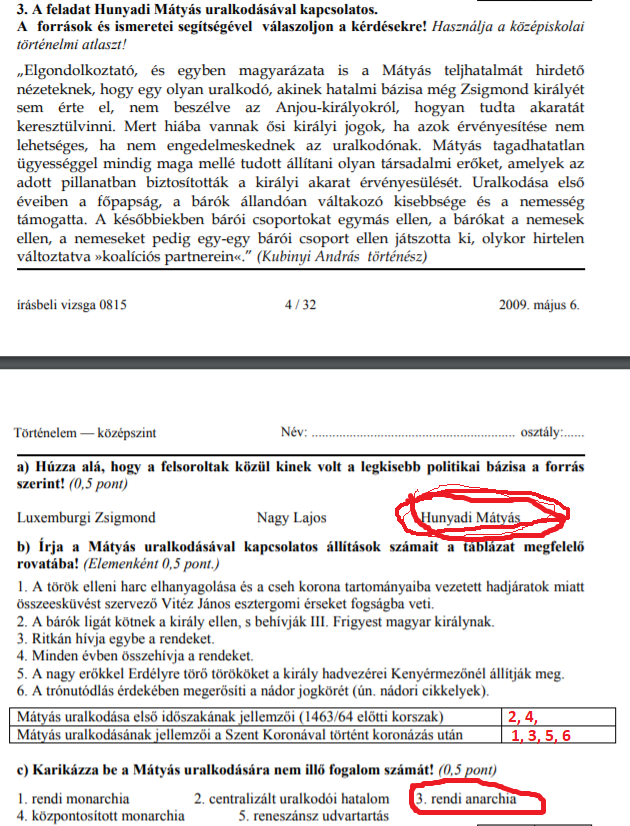 3. A feladat Hunyadi Mátyás uralkodásával kapcsolatos.
A források és ismeretei segítségével válaszoljon a kérdésekre! Használja a középiskolai
történelmi atlaszt!
„Elgondolkoztató, és egyben magyarázata is a Mátyás teljhatalmát hirdető
nézeteknek, hogy egy olyan uralkodó, akinek hatalmi bázisa még Zsigmond királyét
sem érte el, nem beszélve az Anjou-királyokról, hogyan tudta akaratát
keresztülvinni. Mert hiába vannak ősi királyi jogok, ha azok érvényesítése nem
lehetséges, ha nem engedelmeskednek az uralkodónak. Mátyás tagadhatatlan
ügyességgel mindig maga mellé tudott állítani olyan társadalmi erőket, amelyek az
adott pillanatban biztosították a királyi akarat érvényesülését. Uralkodása első
éveiben a főpapság, a bárók állandóan váltakozó kisebbsége és a nemesség
támogatta. A későbbiekben bárói csoportokat egymás ellen, a bárókat a nemesek
ellen, a nemeseket pedig egy-egy bárói csoport ellen játszotta ki, olykor hirtelen
változtatva »koalíciós partnerein«.” (Kubinyi András történész)
írásbeli vizsga 0815 4 / 32 2009. május 6.
Történelem — középszint Név: ........................................................... osztály:......
a) Húzza alá, hogy a felsoroltak közül kinek volt a legkisebb politikai bázisa a forrás
szerint! (0,5 pont)
Luxemburgi Zsigmond Nagy Lajos Hunyadi Mátyás
b) Írja a Mátyás uralkodásával kapcsolatos állítások számait a táblázat megfelelő
rovatába! (Elemenként 0,5 pont.)
1. A török elleni harc elhanyagolása és a cseh korona tartományaiba vezetett hadjáratok miatt
összeesküvést szervező Vitéz János esztergomi érseket fogságba veti.
2. A bárók ligát kötnek a király ellen, s behívják III. Frigyest magyar királynak.
3. Ritkán hívja egybe a rendeket.
4. Minden évben összehívja a rendeket.
5. A nagy erőkkel Erdélyre törő törököket a király hadvezérei Kenyérmezőnél állítják meg.
6. A trónutódlás érdekében megerősíti a nádor jogkörét (ún. nádori cikkelyek).
Mátyás uralkodása első időszakának jellemzői (1463/64 előtti korszak) 2, 4,
Mátyás uralkodásának jellemzői a Szent Koronával történt koronázás után 1, 3, 5, 6
c) Karikázza be a Mátyás uralkodására nem illő fogalom számát! (0,5 pont)
1. rendi monarchia 2. centralizált uralkodói hatalom 3. rendi anarchia
4. központosított monarchia 5. reneszánsz udvartartás